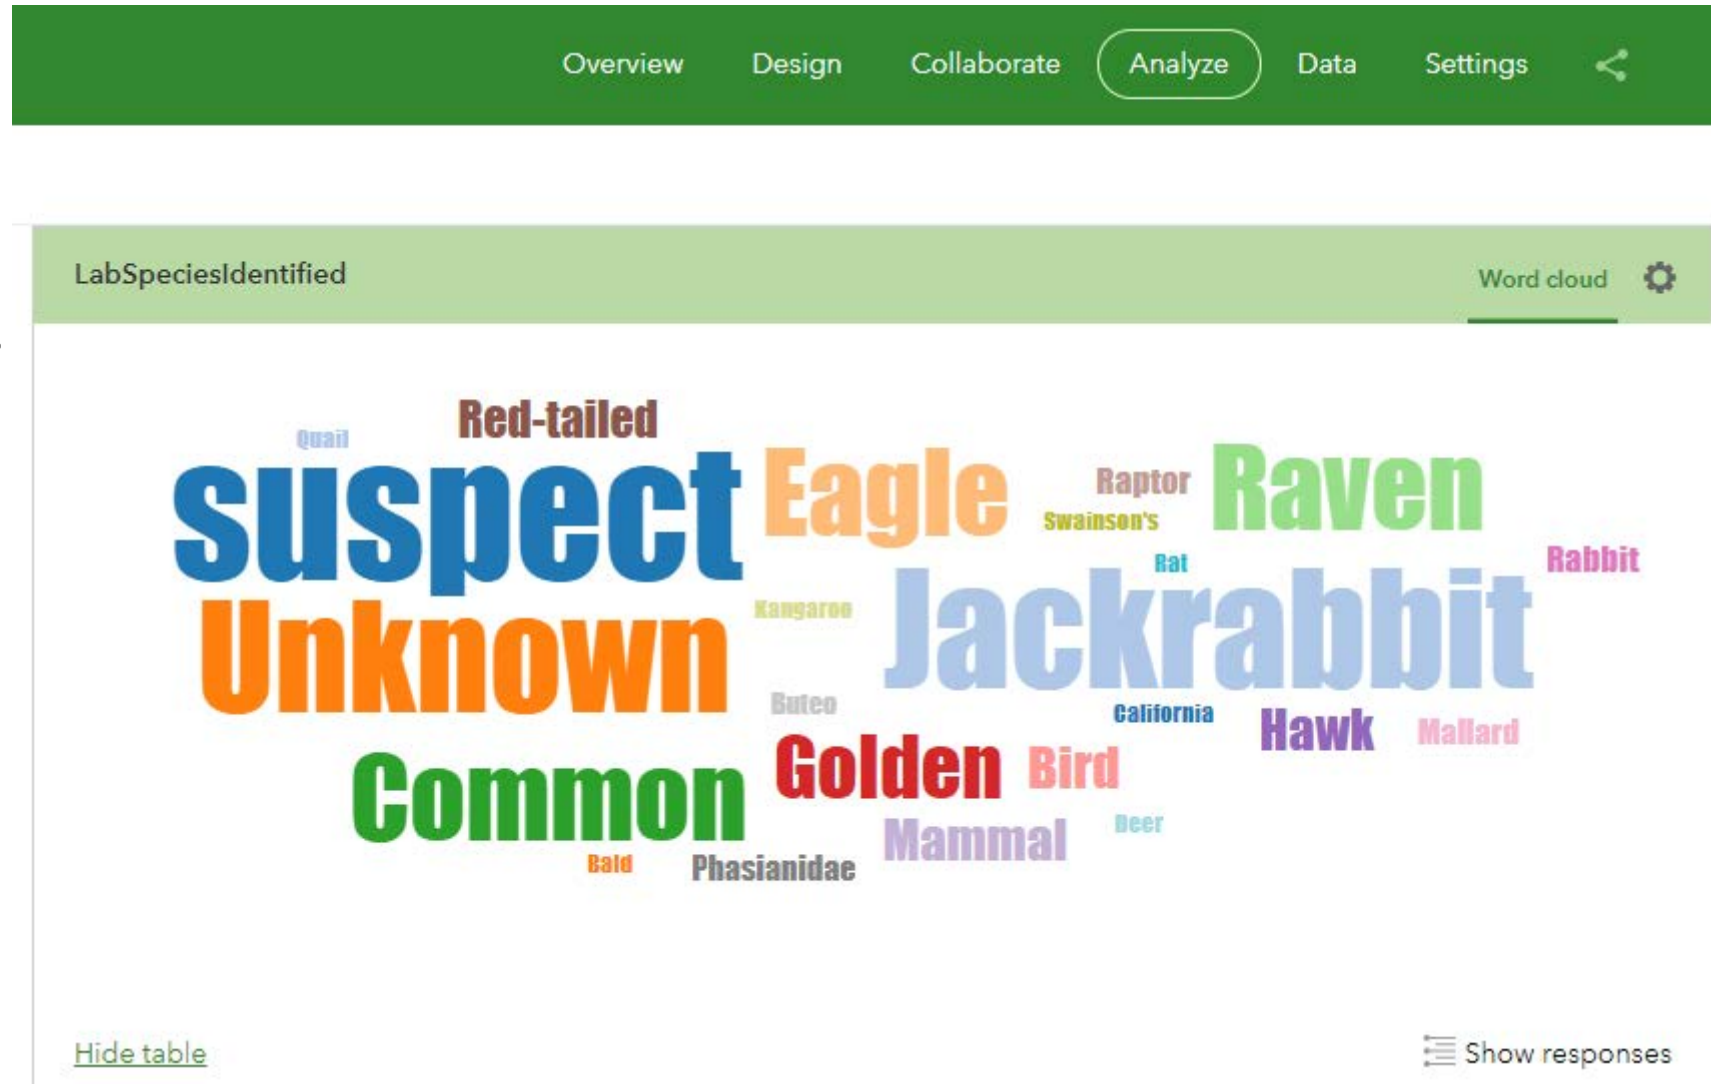 Overview Design Collaborate Analyze Data Settings
LabSpeciesIdentified Word cloud
Red-tailed
Quail
suspect Eagle Raptor Raven
Swainson's
Rat Rabbit
Unknown Kangaroo Jackrabbit
Buteo California Hawk Mallard
Common Golden Bird
Mammal Deer
Bald Phasianidae
Hide table Show responses